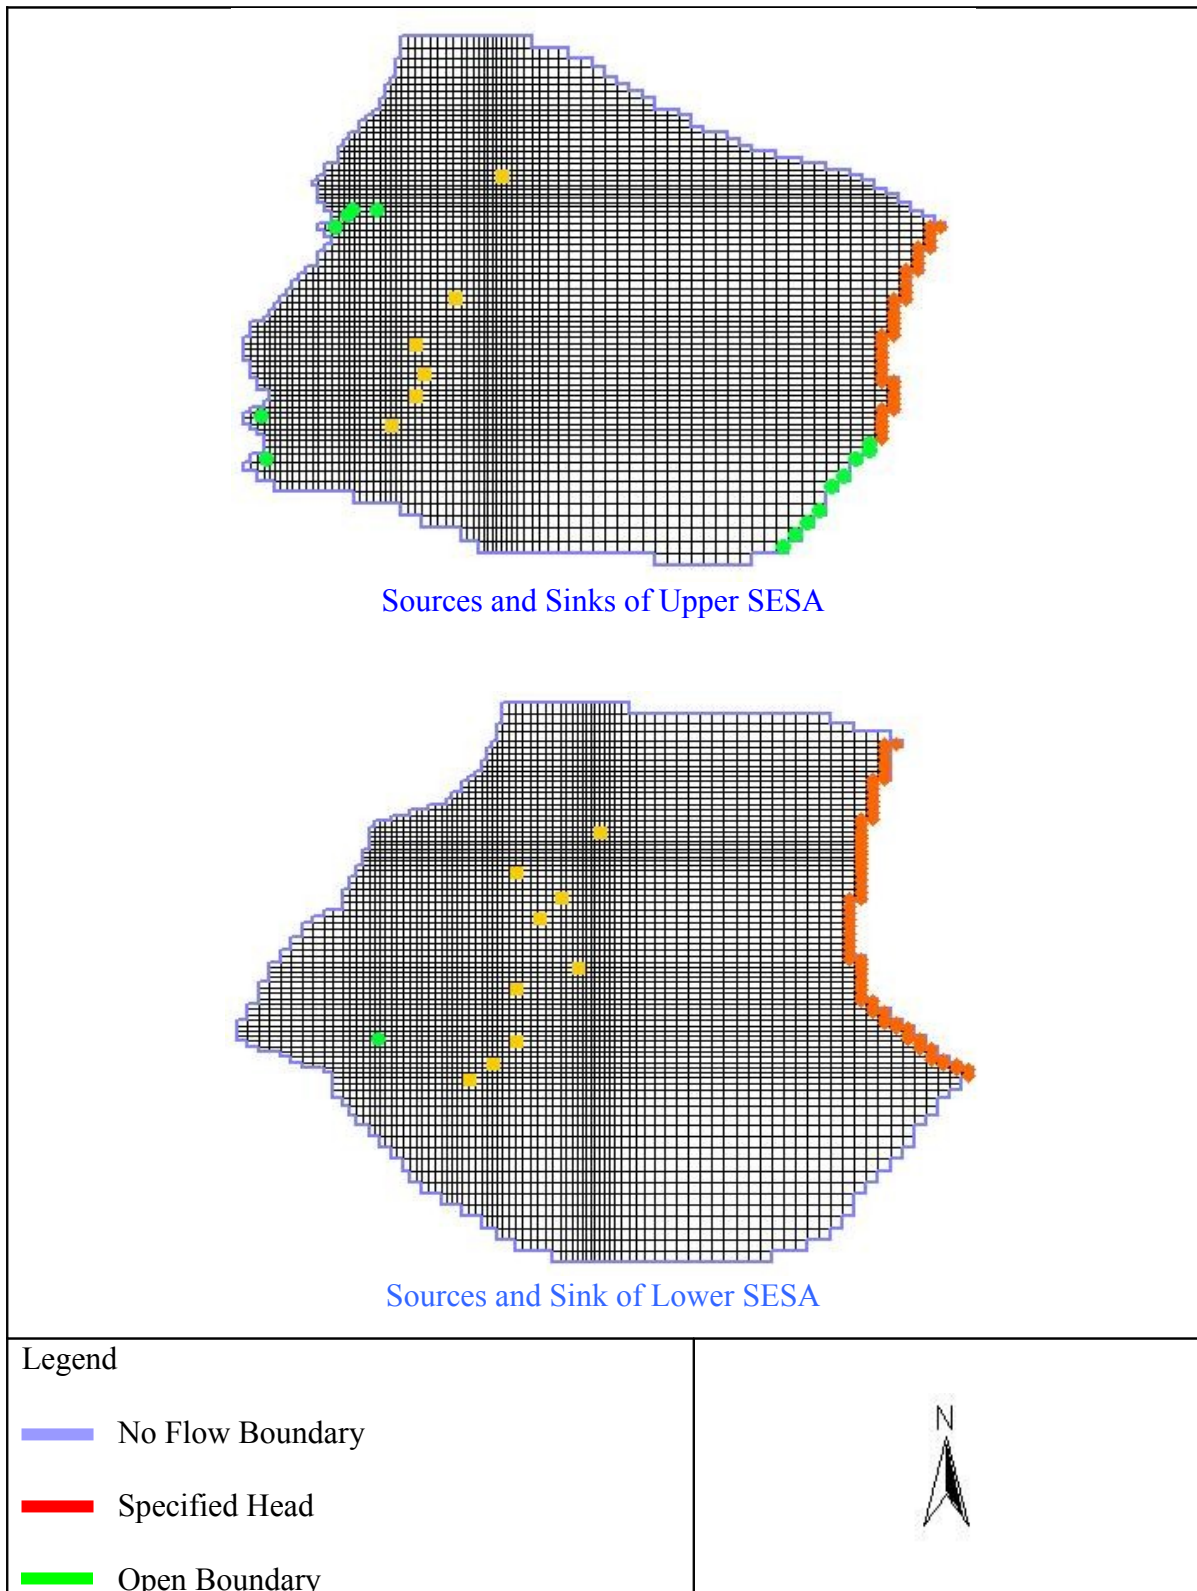 Sources and Sinks of Upper SESA
Sources and Sink of Lower SESA
Legend
No Flow Boundary
Specified Head
Open Boundary
N